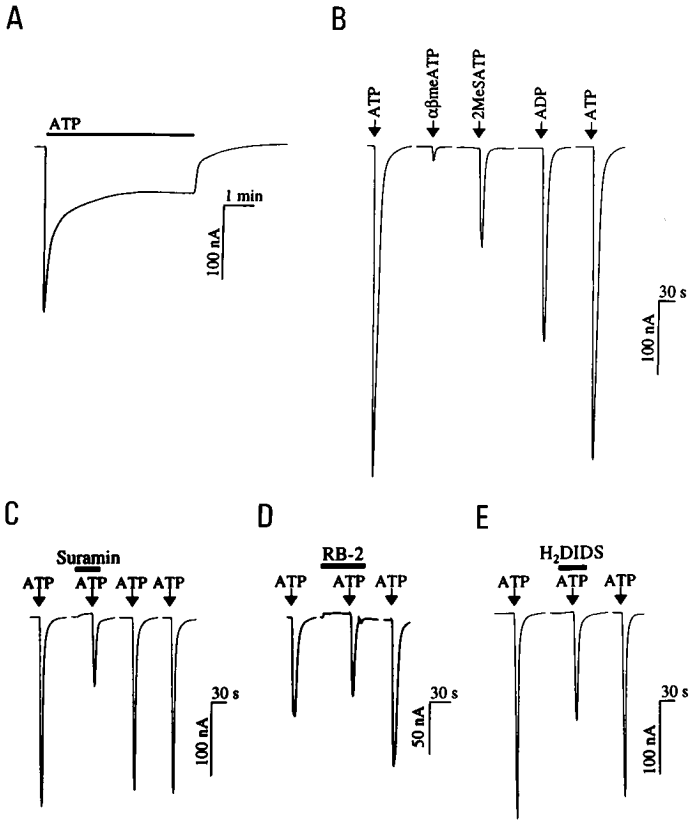 A
ATP
1 min
100 nA
B
ATP
αβmeATP
2MeSATP
ADP
ATP
30 s
100 nA
C
Suramin
ATP ATP ATP ATP
30 s
100 nA
D
RB-2
ATP ATP ATP
30 s
50 nA
E
H₂DIDS
ATP ATP ATP
30 s
100 nA